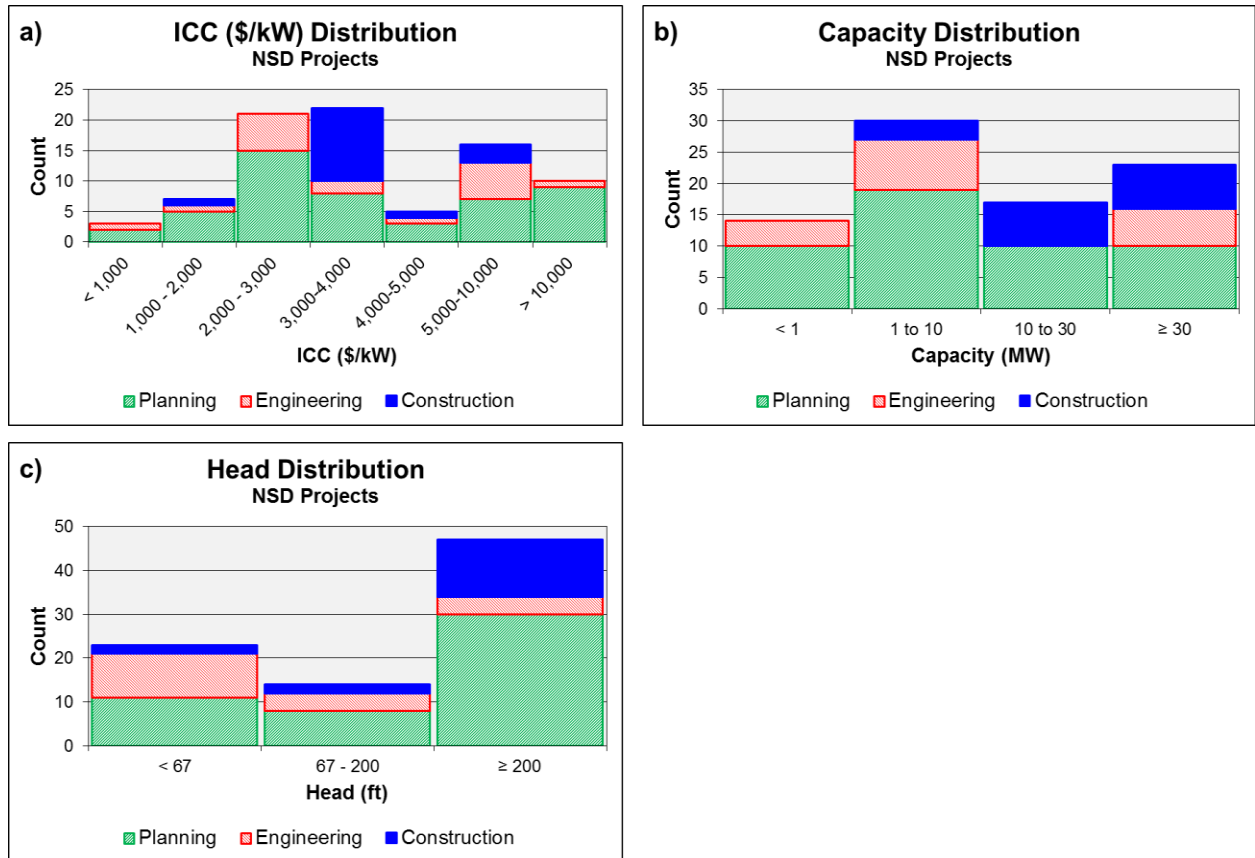 a)
ICC ($/kW) Distribution
NSD Projects
25
20
15
10
5
0
Count
< 1,000
1,000 - 2,000
2,000 - 3,000
3,000-4,000
4,000-5,000
5,000-10,000
> 10,000
ICC ($/kW)
Planning Engineering Construction
b)
Capacity Distribution
NSD Projects
35
30
25
20
15
10
5
0
Count
< 1 1 to 10 10 to 30 ≥ 30
Capacity (MW)
Planning Engineering Construction
c)
Head Distribution
NSD Projects
50
40
30
20
10
0
Count
< 67 67 - 200 ≥ 200
Head (ft)
Planning Engineering Construction